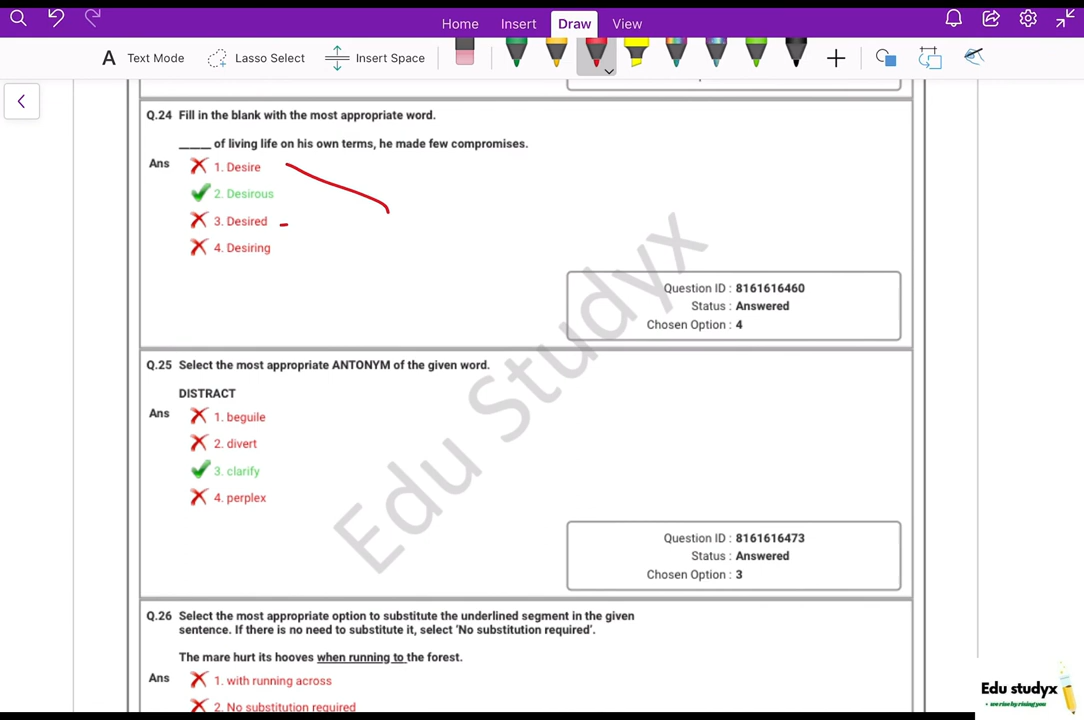 Home Insert Draw View
A Text Mode Lasso Select Insert Space
Q.24 Fill in the blank with the most appropriate word.
_____ of living life on his own terms, he made few compromises.
Ans 1. Desire
2. Desirous
3. Desired
4. Desiring
Question ID : 8161616460
Status : Answered
Chosen Option : 4
Q.25 Select the most appropriate ANTONYM of the given word.
DISTRACT
Ans 1. beguile
2. divert
3. clarify
4. perplex
Question ID : 8161616473
Status : Answered
Chosen Option : 3
Q.26 Select the most appropriate option to substitute the underlined segment in the given
sentence. If there is no need to substitute it, select ‘No substitution required’.
The mare hurt its hooves when running to the forest.
Ans 1. with running across
2. No substitution required
Edu Studyx
Edu studyx
we rise by rising you